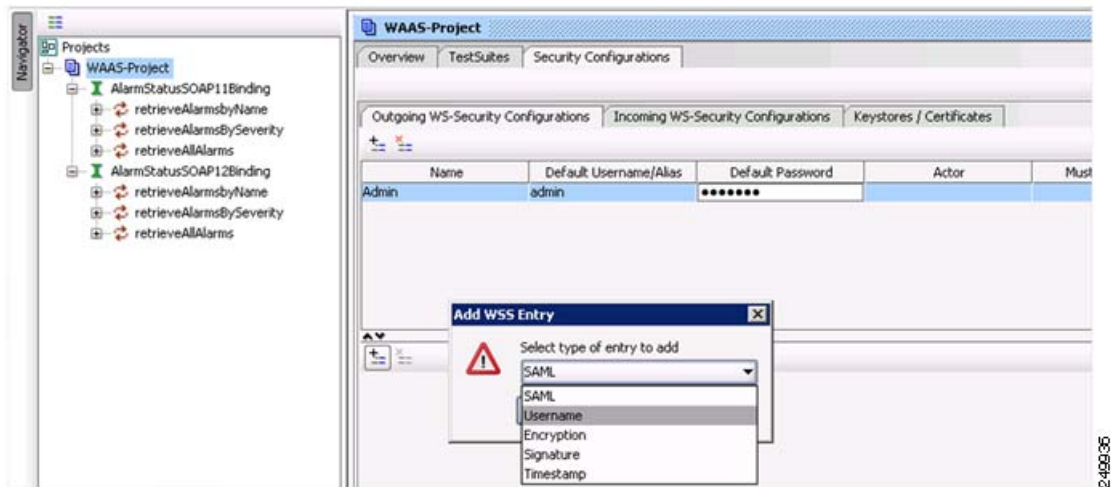 Navigator
Projects
WAAS-Project
AlarmStatusSOAP11Binding
retrieveAlarmsbyName
retrieveAlarmsBySeverity
retrieveAllAlarms
AlarmStatusSOAP12Binding
retrieveAlarmsbyName
retrieveAlarmsBySeverity
retrieveAllAlarms
WAAS-Project
Overview TestSuites Security Configurations
Outgoing WS-Security Configurations Incoming WS-Security Configurations Keystores / Certificates
Name Default Username/Alias Default Password Actor Must
Admin admin •••••••
Add WSS Entry
Select type of entry to add
SAML
SAML
Username
Encryption
Signature
Timestamp
249936